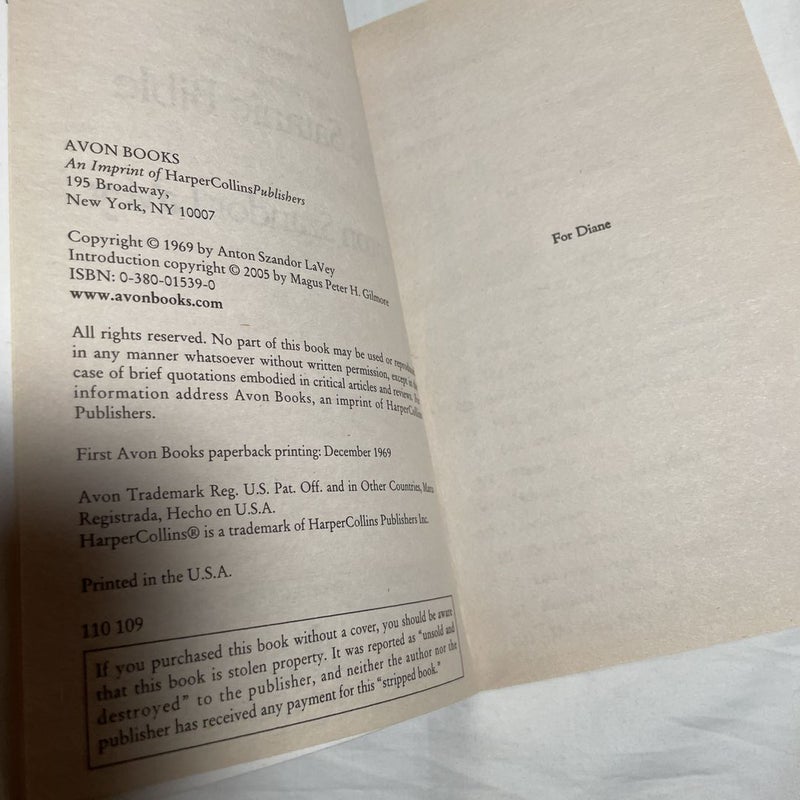 AVON BOOKS
An Imprint of HarperCollinsPublishers
195 Broadway,
New York, NY 10007
Copyright © 1969 by Anton Szandor LaVey
Introduction copyright © 2005 by Magus Peter H. Gilmore
ISBN: 0-380-01539-0
www.avonbooks.com
All rights reserved. No part of this book may be used or reproduced
in any manner whatsoever without written permission, except in
case of brief quotations embodied in critical articles and reviews.
information address Avon Books, an imprint of HarperCollins
Publishers.
First Avon Books paperback printing: December 1969
Avon Trademark Reg. U.S. Pat. Off. and in Other Countries,
Registrada, Hecho en U.S.A.
HarperCollins® is a trademark of HarperCollins Publishers Inc.
Printed in the U.S.A.
110 109
If you purchased this book without a cover, you should be aware
that this book is stolen property. It was reported as "unsold and
destroyed" to the publisher, and neither the author nor the
publisher has received any payment for this "stripped book."
For Diane